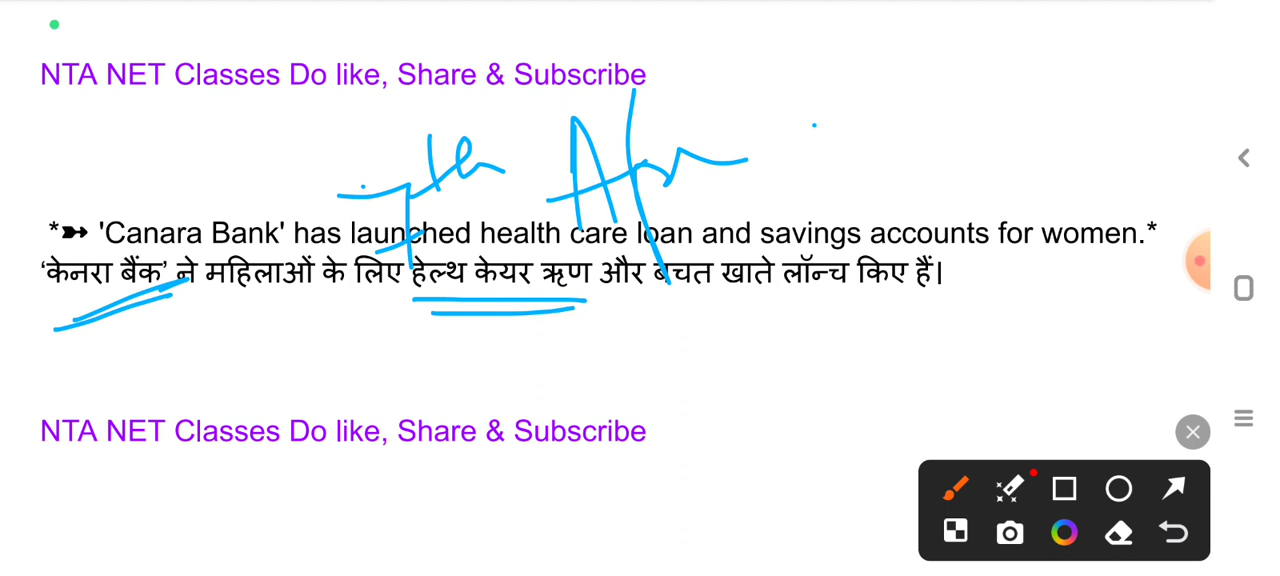 NTA NET Classes Do like, Share & Subscribe
*➳ 'Canara Bank' has launched health care loan and savings accounts for women.*
‘केनरा बैंक’ ने महिलाओं के लिए हेल्थ केयर ऋण और बचत खाते लॉन्च किए हैं।
NTA NET Classes Do like, Share & Subscribe